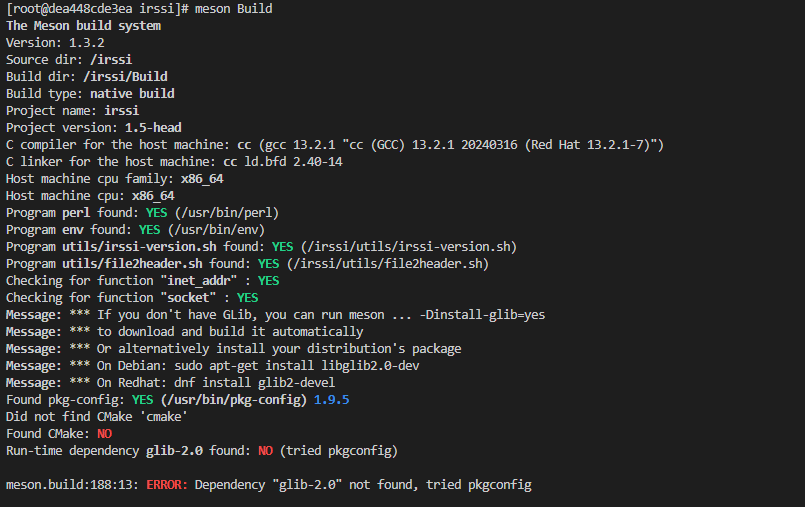 [root@dea448cde3ea irssi]# meson Build
The Meson build system
Version: 1.3.2
Source dir: /irssi
Build dir: /irssi/Build
Build type: native build
Project name: irssi
Project version: 1.5-head
C compiler for the host machine: cc (gcc 13.2.1 "cc (GCC) 13.2.1 20240316 (Red Hat 13.2.1-7)")
C linker for the host machine: cc ld.bfd 2.40-14
Host machine cpu family: x86_64
Host machine cpu: x86_64
Program perl found: YES (/usr/bin/perl)
Program env found: YES (/usr/bin/env)
Program utils/irssi-version.sh found: YES (/irssi/utils/irssi-version.sh)
Program utils/file2header.sh found: YES (/irssi/utils/file2header.sh)
Checking for function "inet_addr" : YES
Checking for function "socket" : YES
Message: *** If you don't have GLib, you can run meson ... -Dinstall-glib=yes
Message: *** to download and build it automatically
Message: *** Or alternatively install your distribution's package
Message: *** On Debian: sudo apt-get install libglib2.0-dev
Message: *** On Redhat: dnf install glib2-devel
Found pkg-config: YES (/usr/bin/pkg-config) 1.9.5
Did not find CMake 'cmake'
Found CMake: NO
Run-time dependency glib-2.0 found: NO (tried pkgconfig)
meson.build:188:13: ERROR: Dependency "glib-2.0" not found, tried pkgconfig